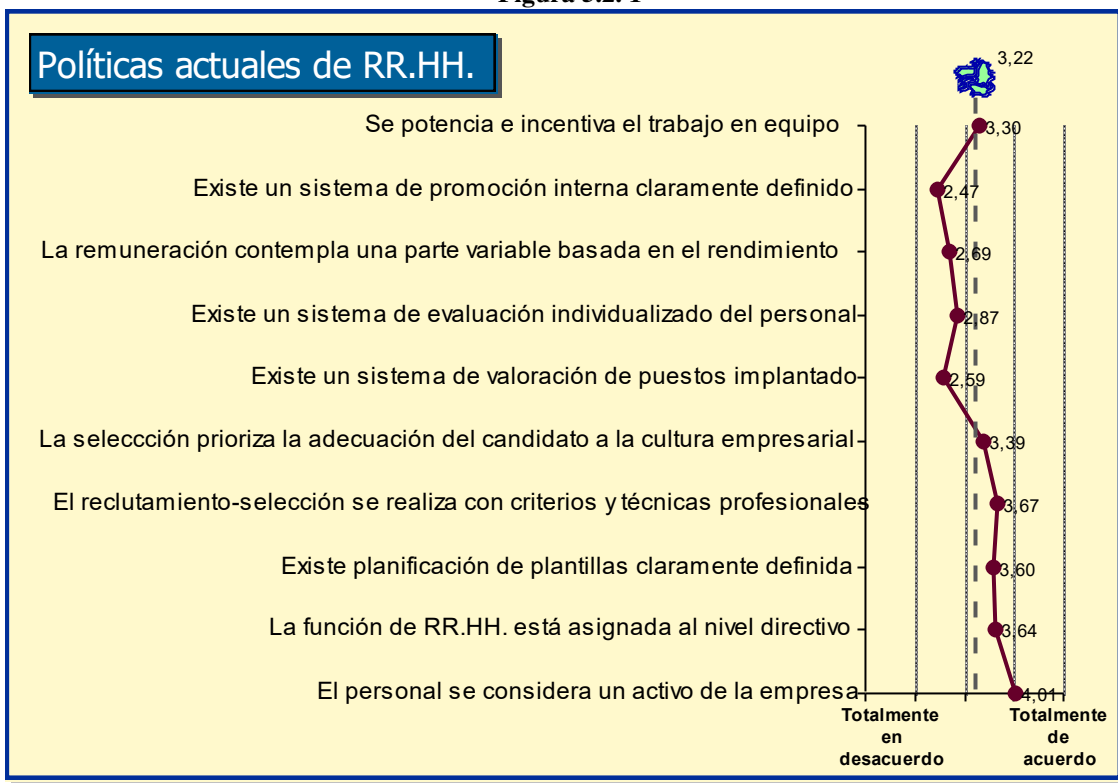 Figura 3.2. 1
Políticas actuales de RR.HH.
3,22
Se potencia e incentiva el trabajo en equipo
3,30
Existe un sistema de promoción interna claramente definido
2,47
La remuneración contempla una parte variable basada en el rendimiento
2,69
Existe un sistema de evaluación individualizado del personal
2,87
Existe un sistema de valoración de puestos implantado
2,59
La seleccción prioriza la adecuación del candidato a la cultura empresarial
3,39
El reclutamiento-selección se realiza con criterios y técnicas profesionales
3,67
Existe planificación de plantillas claramente definida
3,60
La función de RR.HH. está asignada al nivel directivo
3,64
El personal se considera un activo de la empresa
4,01
Totalmente
en
desacuerdo
Totalmente
de
acuerdo